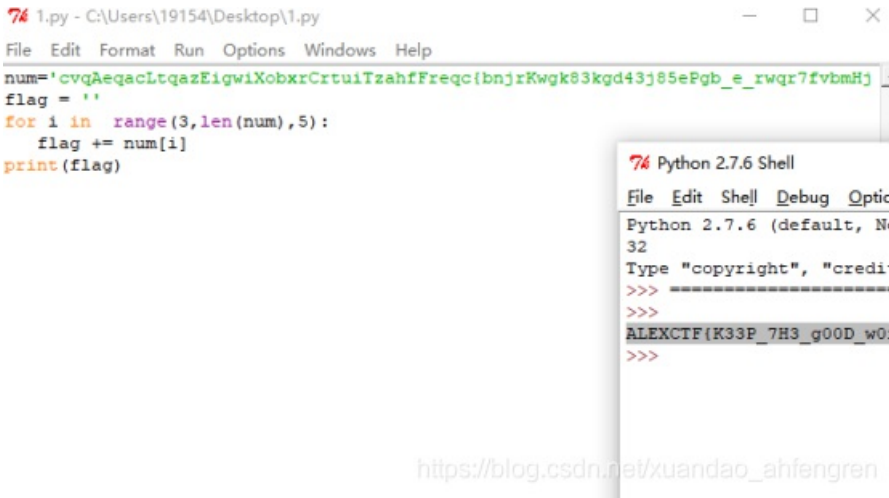 1.py - C:\Users\19154\Desktop\1.py
File Edit Format Run Options Windows Help
num='cvqAeqacLtqazEigwiXobxrCrtuiTzahfFreqc{bnjrKwgk83kgd43j85ePgb_e_rwqr7fvbmHj
flag = ''
for i in range(3,len(num),5):
flag += num[i]
print(flag)
Python 2.7.6 Shell
File Edit Shell Debug Optio
Python 2.7.6 (default, No
32
Type "copyright", "credi
>>> ======================
>>>
ALEXCTF{K33P_7H3_g00D_w0
>>>
https://blog.csdn.net/xuandao_ahfengren